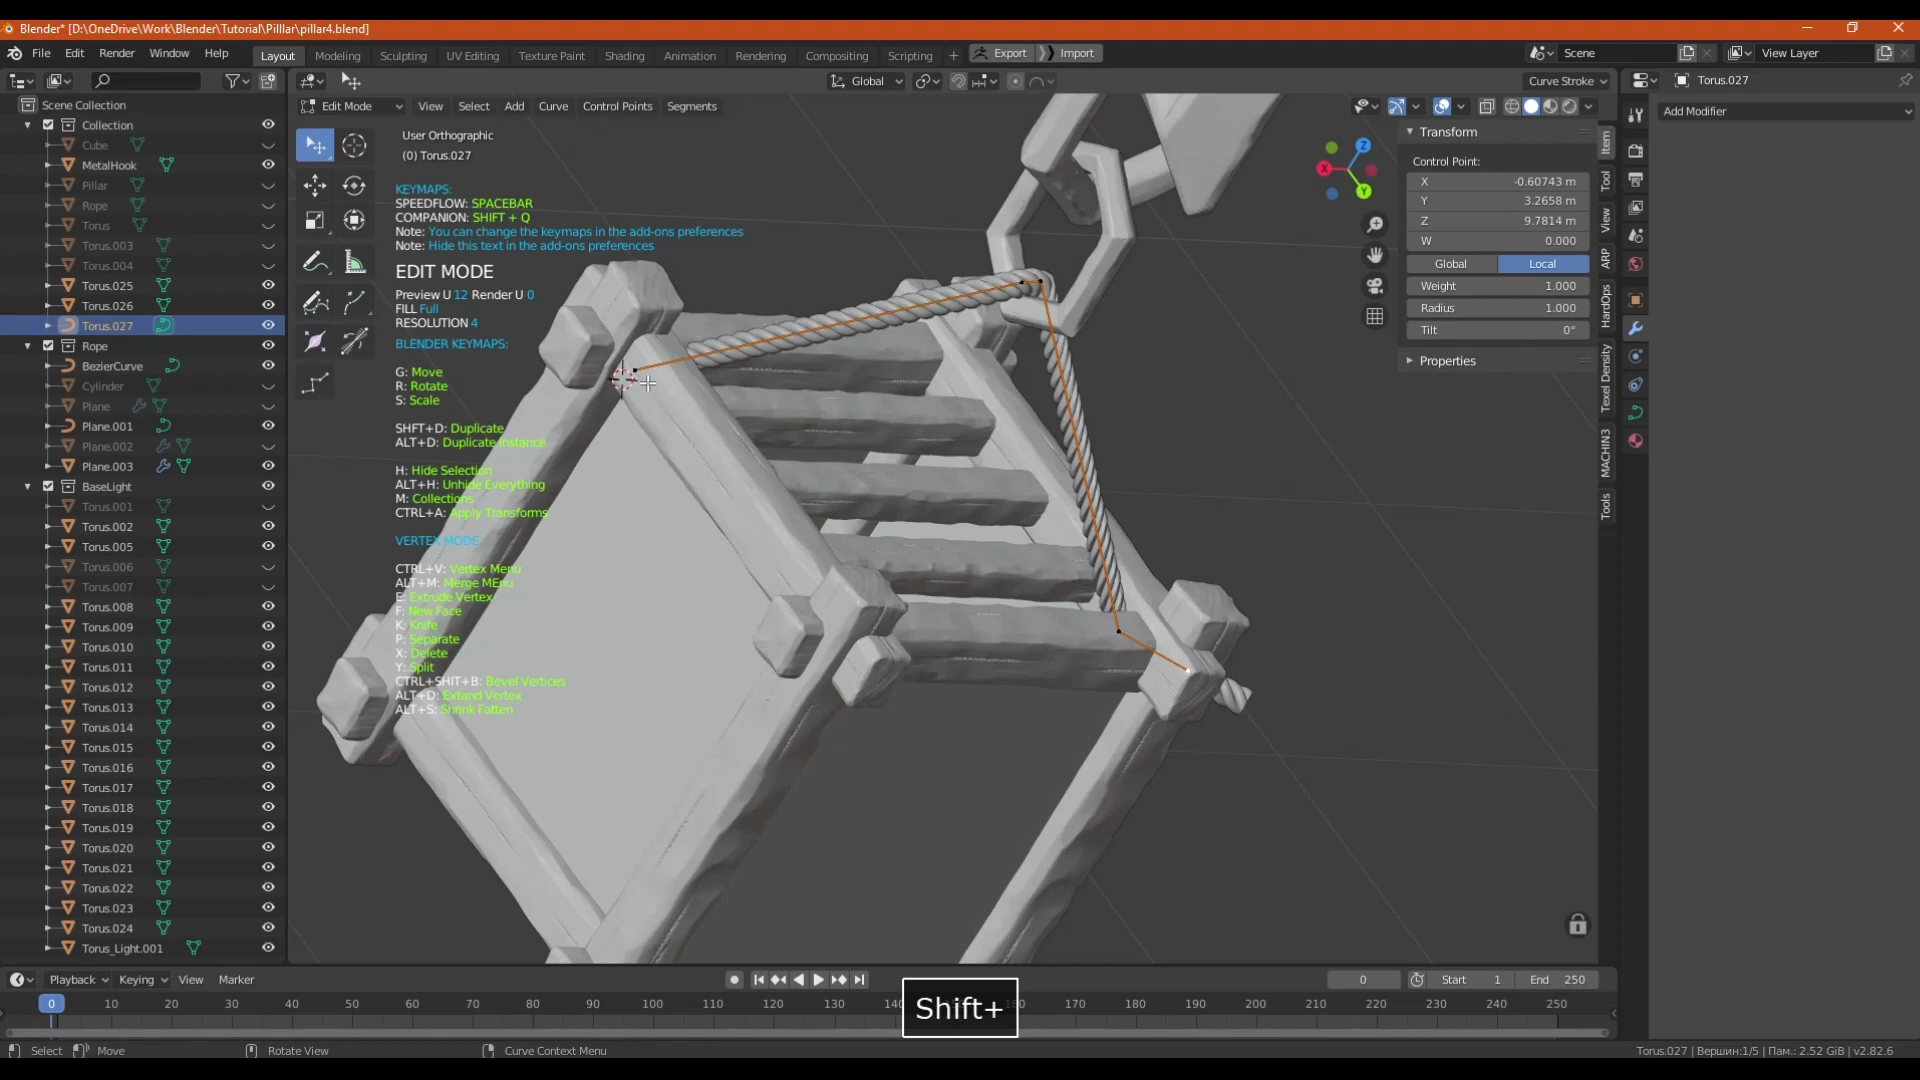 Blender* [D:\OneDrive\Work\Blender\Tutorial\Pilllar\pillar4.blend]
File Edit Render Window Help Layout Modeling Sculpting UV Editing Texture Paint Shading Animation Rendering Compositing Scripting + Export Import Scene View Layer
Global Curve Stroke Torus.027
Scene Collection
Edit Mode View Select Add Curve Control Points Segments
Add Modifier
Collection
Cube
MetalHook
Pillar
Rope
Torus
Torus.003
Torus.004
Torus.025
Torus.026
Torus.027
Rope
BezierCurve
Cylinder
Plane
Plane.001
Plane.002
Plane.003
BaseLight
Torus.001
Torus.002
Torus.005
Torus.006
Torus.007
Torus.008
Torus.009
Torus.010
Torus.011
Torus.012
Torus.013
Torus.014
Torus.015
Torus.016
Torus.017
Torus.018
Torus.019
Torus.020
Torus.021
Torus.022
Torus.023
Torus.024
Torus_Light.001
User Orthographic
(0) Torus.027
KEYMAPS:
SPEEDFLOW: SPACEBAR
COMPANION: SHIFT + Q
Note: You can change the keymaps in the add-ons preferences
Note: Hide this text in the add-ons preferences
EDIT MODE
Preview U 12 Render U 0
FILL Full
RESOLUTION 4
BLENDER KEYMAPS:
G: Move
R: Rotate
S: Scale
SHFT+D: Duplicate
ALT+D: Duplicate Instance
H: Hide Selection
ALT+H: Unhide Everything
M: Collections
CTRL+A: Apply Transforms
VERTEX MODE
CTRL+V: Vertex Menu
ALT+M: Merge MEnu
E: Extrude Vertex
F: New Face
K: Knife
P: Separate
X: Delete
Y: Split
CTRL+SHIT+B: Bevel Vertices
ALT+D: Extand Vertex
ALT+S: Shrink Fatten
X
Z
Y
Transform
Control Point:
X -0.60743 m
Y 3.2658 m
Z 9.7814 m
W 0.000
Global Local
Weight 1.000
Radius 1.000
Tilt 0°
Properties
Item
Tool
View
ARP
HardOps
Texel Density
MACHIN3
Tools
Playback Keying View Marker 0 Start 1 End 250
0 10 20 30 40 50 60 70 80 90 100 110 120 130 14 160 170 180 190 200 210 220 230 240 250
Shift+
Select Move Rotate View Curve Context Menu Torus.027 | Вершин:1/5 | Пам.: 2.52 GiB | v2.82.6